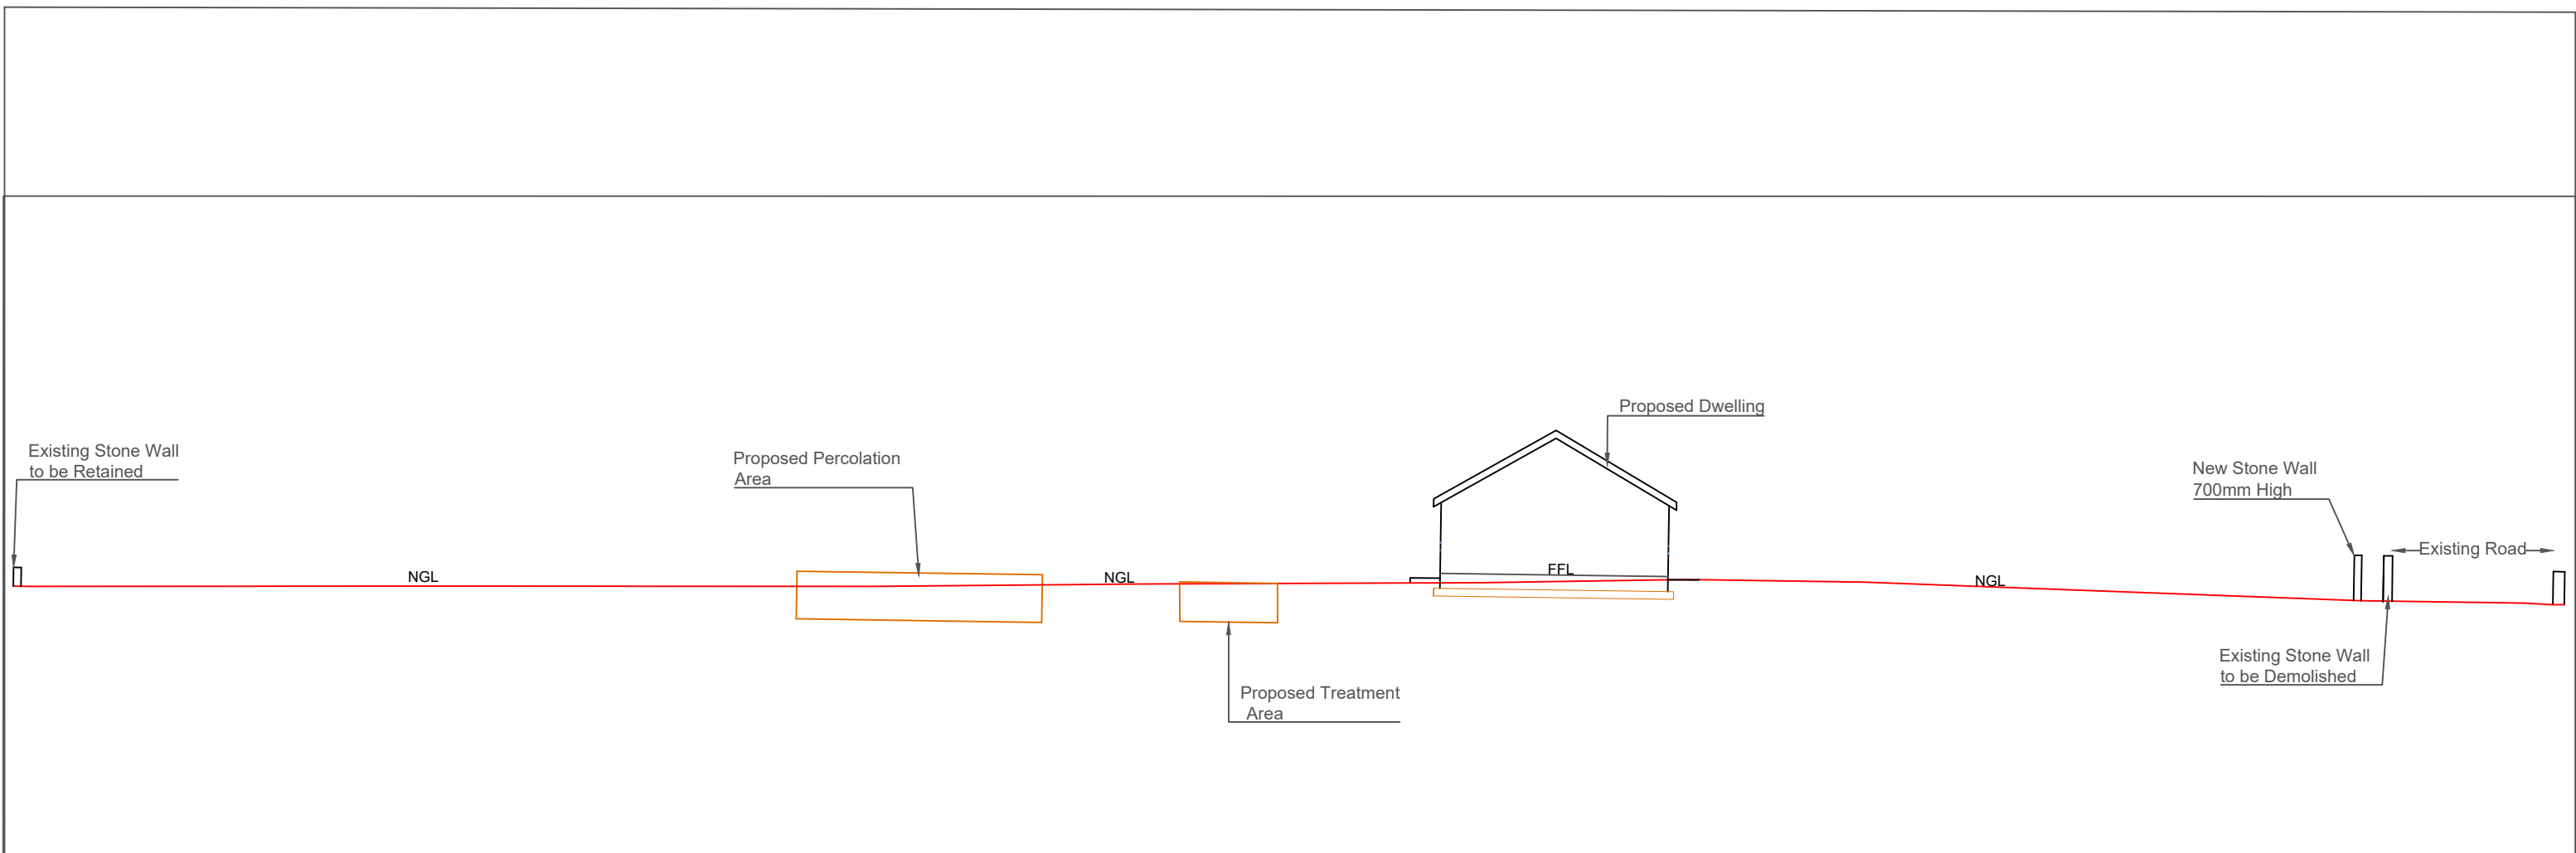 Proposed Dwelling
Existing Stone Wall
to be Retained
Proposed Percolation
Area
New Stone Wall
700mm High
Existing Road
NGL
NGL
FFL
NGL
Existing Stone Wall
to be Demolished
Proposed Treatment
Area